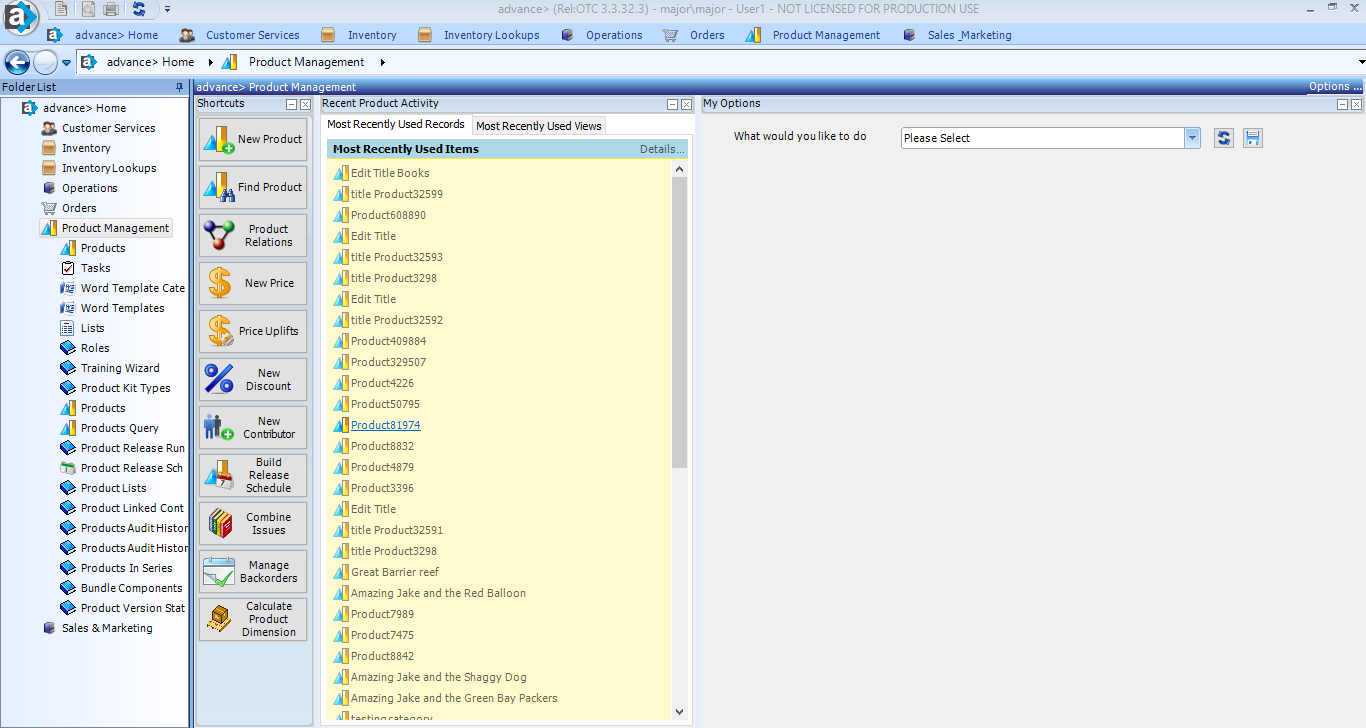 advance> (Rel:OTC 3.3.32.3) - major\major - User1 - NOT LICENSED FOR PRODUCTION USE
advance> Home Customer Services Inventory Inventory Lookups Operations Orders Product Management Sales _Marketing
advance> Home Product Management
Folder List
advance> Home
Customer Services
Inventory
Inventory Lookups
Operations
Orders
Product Management
Products
Tasks
Word Template Cate
Word Templates
Lists
Roles
Training Wizard
Product Kit Types
Products
Products Query
Product Release Run
Product Release Sch
Product Lists
Product Linked Cont
Products Audit Histor
Products Audit Histor
Products In Series
Bundle Components
Product Version Stat
Sales & Marketing
advance> Product Management
Options ...
Shortcuts
New Product
Find Product
Product
Relations
New Price
Price Uplifts
New
Discount
New
Contributor
Build
Release
Schedule
Combine
Issues
Manage
Backorders
Calculate
Product
Dimension
Recent Product Activity
Most Recently Used Records Most Recently Used Views
Most Recently Used Items Details...
Edit Title Books
title Product32599
Product608890
Edit Title
title Product32593
title Product3298
Edit Title
title Product32592
Product409884
Product329507
Product4226
Product50795
Product81974
Product8832
Product4879
Product3396
Edit Title
title Product32591
title Product3298
Great Barrier reef
Amazing Jake and the Red Balloon
Product7989
Product7475
Product8842
Amazing Jake and the Shaggy Dog
Amazing Jake and the Green Bay Packers
testing category
My Options
What would you like to do Please Select